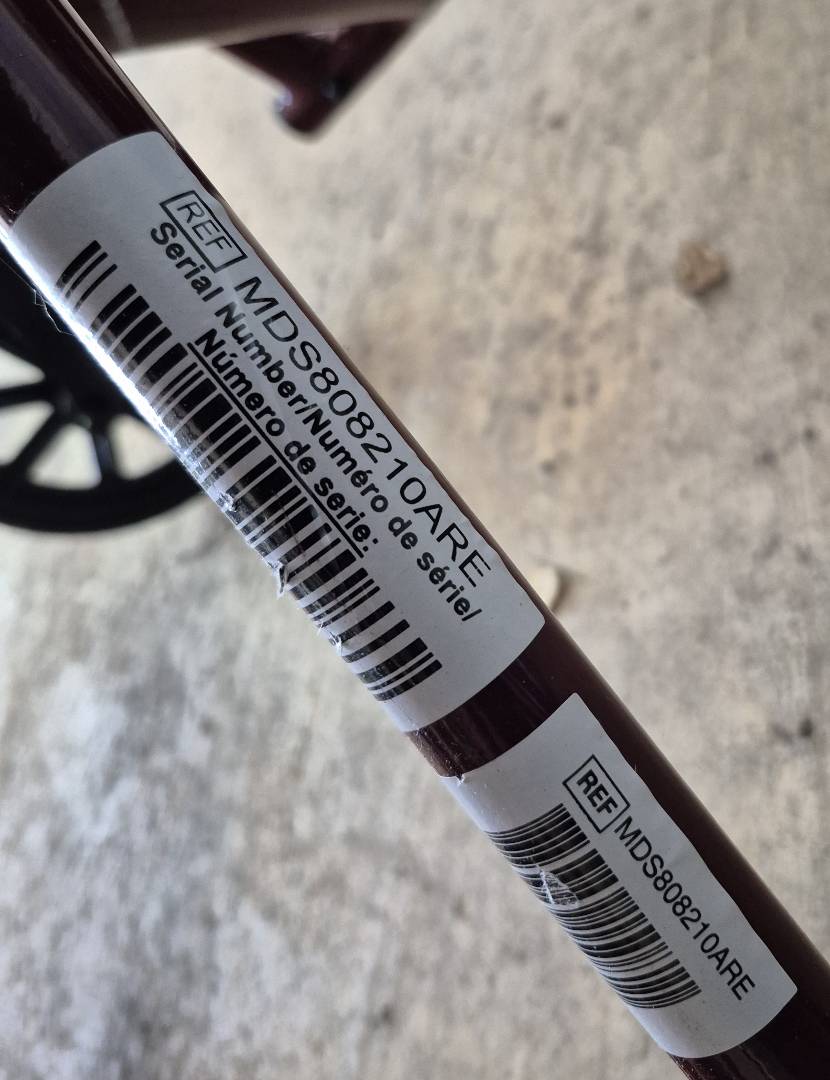 REF MDS808210ARE
Serial Number/Numéro de série/
Número de serie:
REF MDS808210ARE